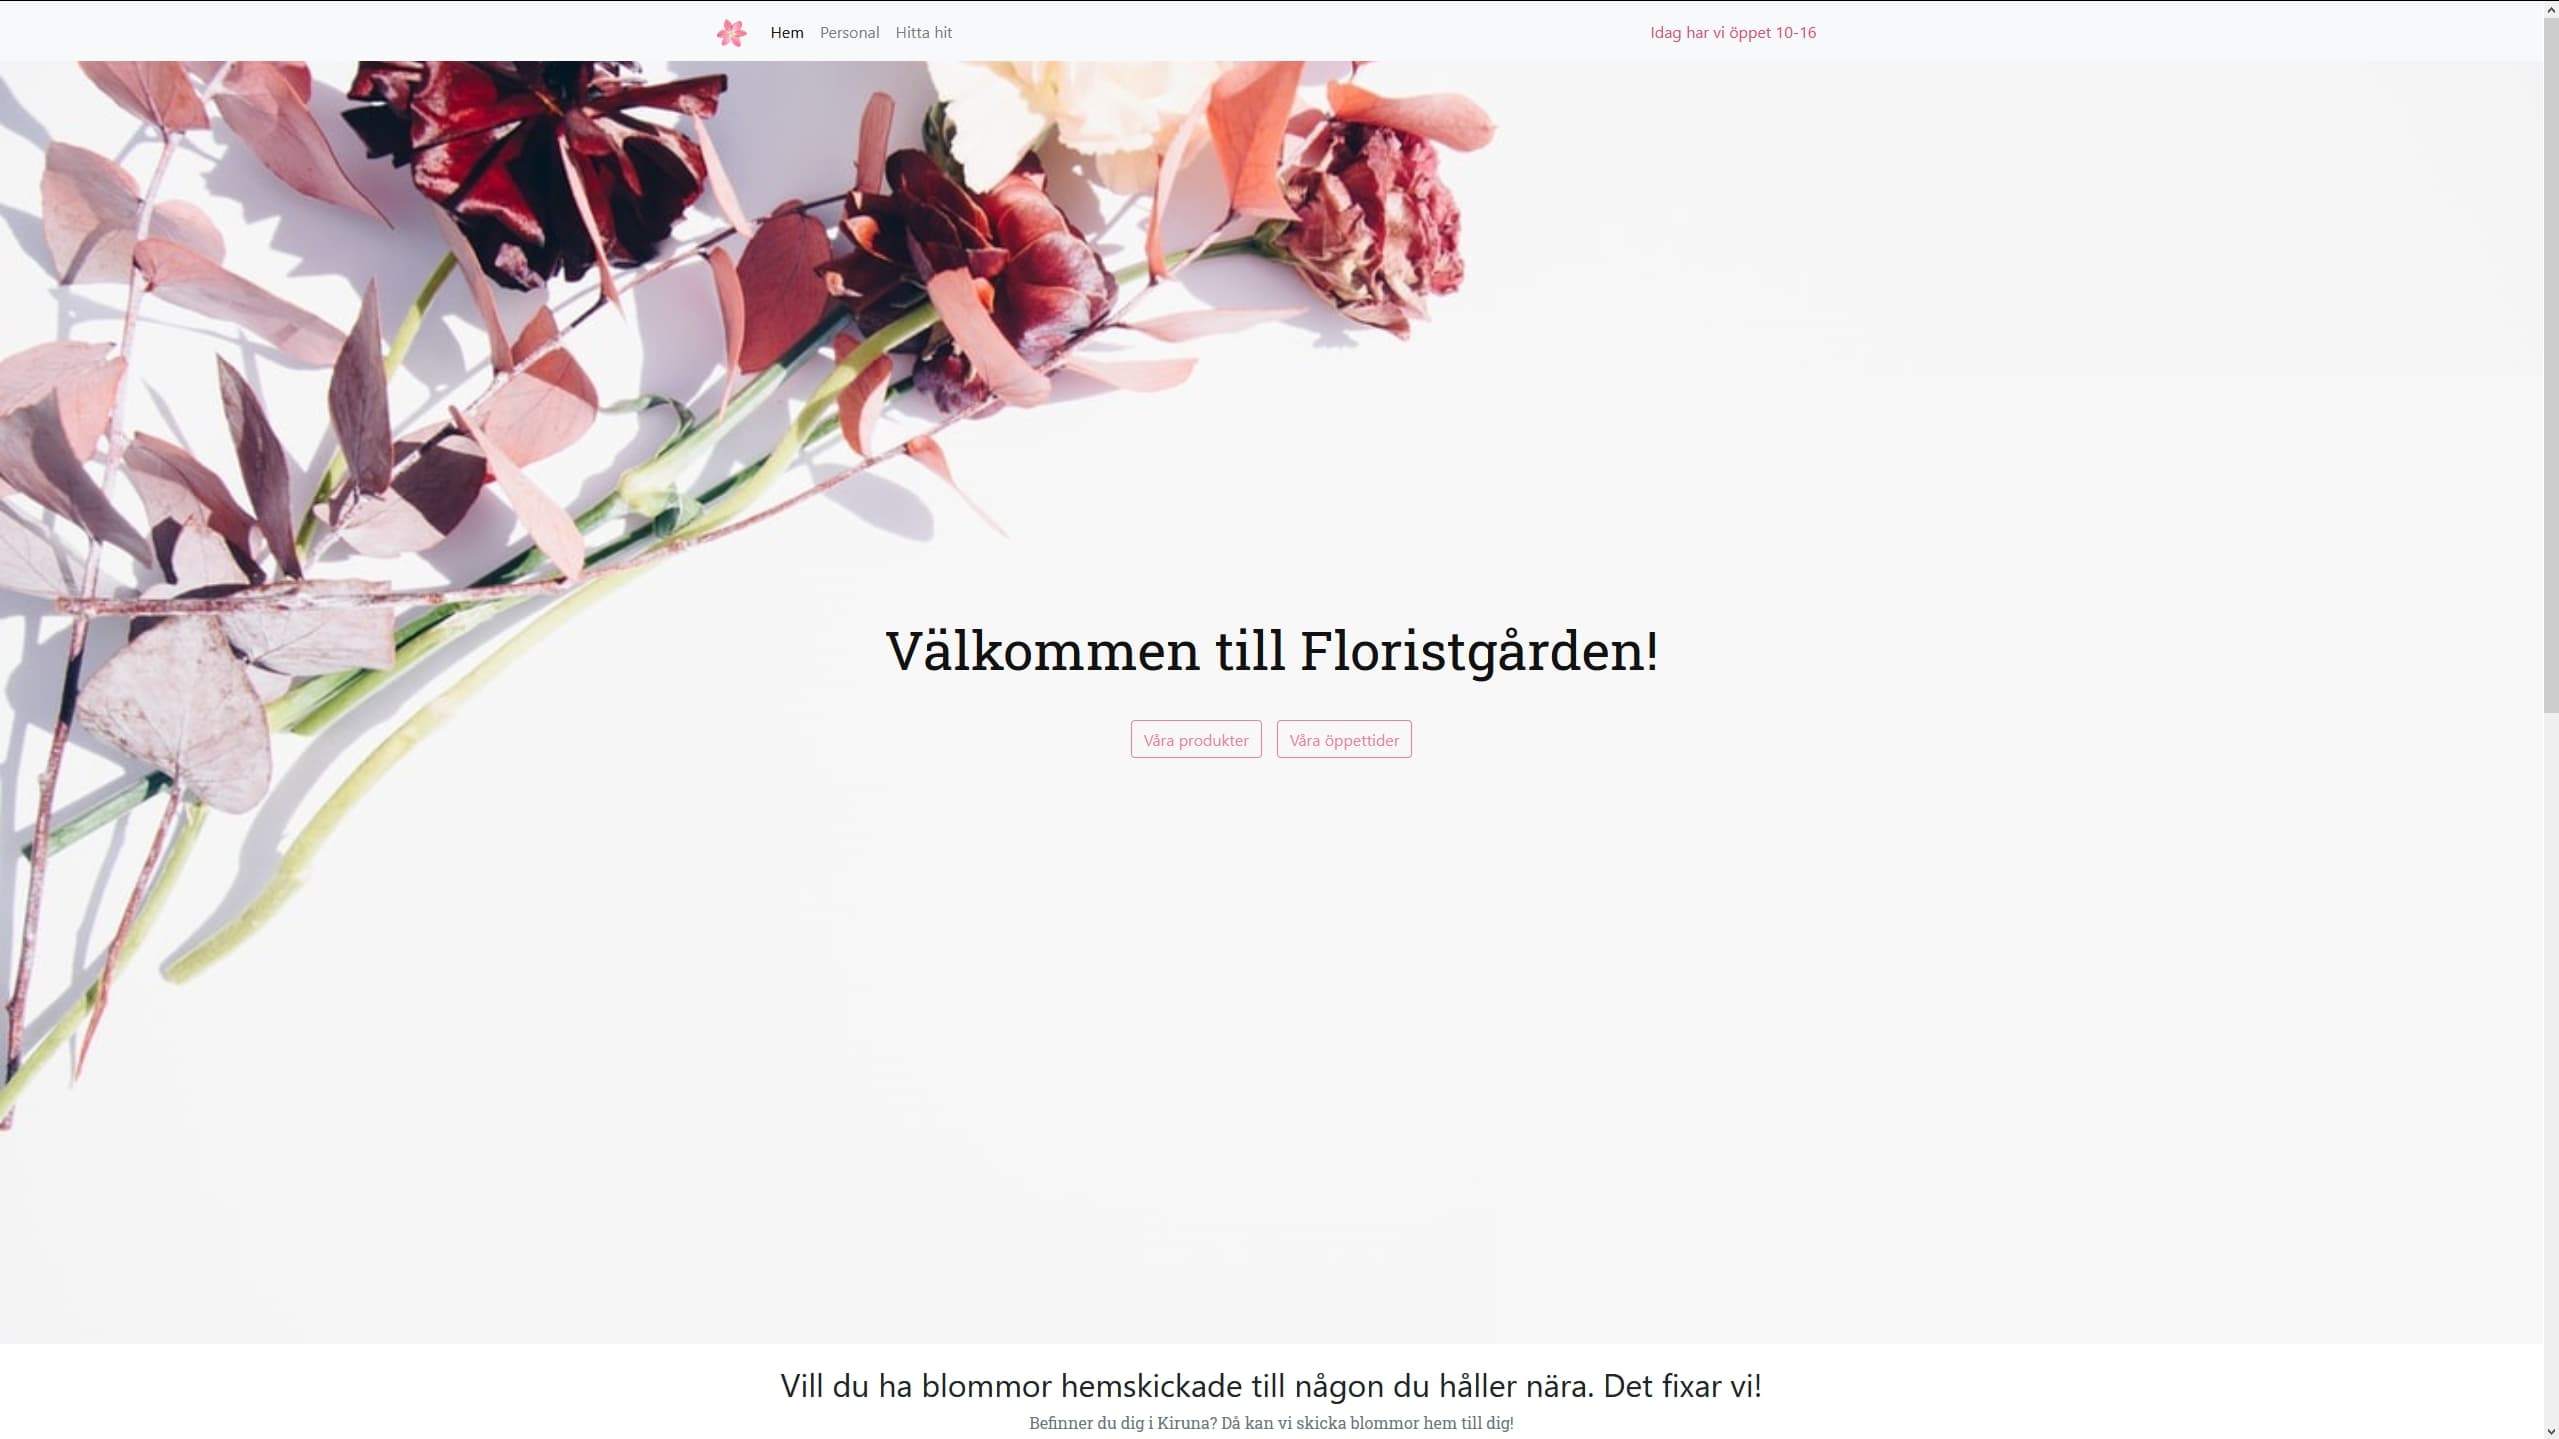 Hem Personal Hitta hit Idag har vi öppet 10-16
Välkommen till Floristgården!
Våra produkter Våra öppettider
Vill du ha blommor hemskickade till någon du håller nära. Det fixar vi!
Befinner du dig i Kiruna? Då kan vi skicka blommor hem till dig!